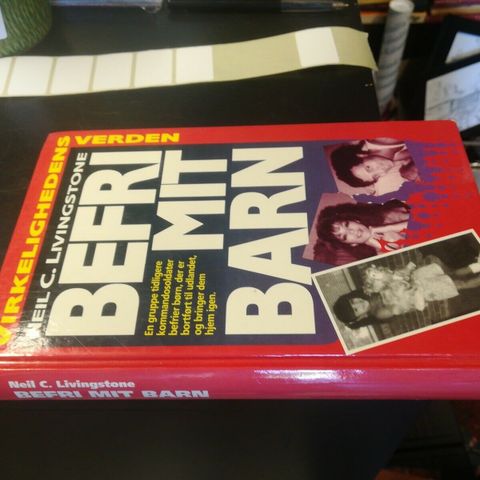 VIRKELIGHEDENS VERDEN
NEIL C. LIVINGSTONE
BEFRI
MIT
BARN
En gruppe tidligere
kommandosoldater
befrier børn, der er
bortført til udlandet,
og bringer dem
hjem igen.
Neil C. Livingstone
BEFRI MIT BARN